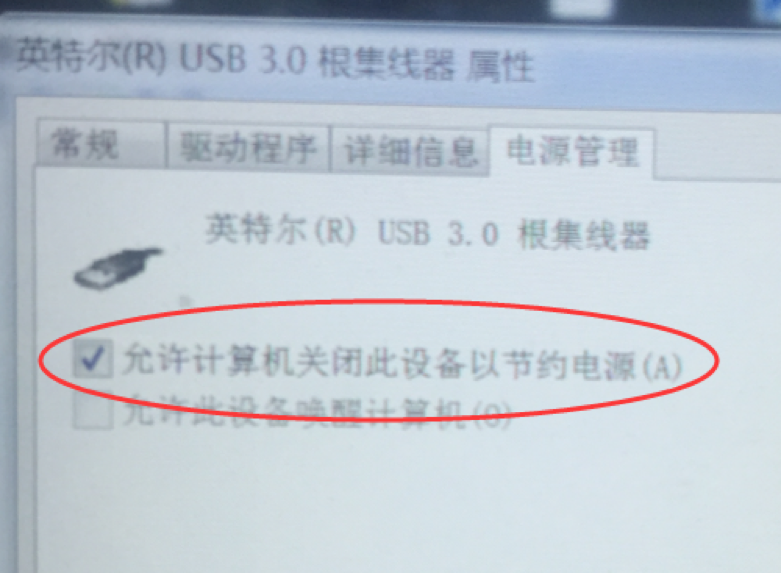 英特尔(R) USB 3.0 根集线器 属性
常规 驱动程序 详细信息 电源管理
英特尔(R) USB 3.0 根集线器
允许计算机关闭此设备以节约电源(A)
允许此设备唤醒计算机(O)